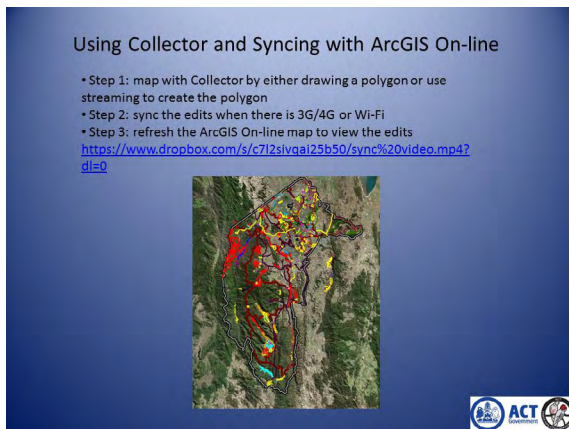 Using Collector and Syncing with ArcGIS On-line
• Step 1: map with Collector by either drawing a polygon or use
streaming to create the polygon
• Step 2: sync the edits when there is 3G/4G or Wi-Fi
• Step 3: refresh the ArcGIS On-line map to view the edits
https://www.dropbox.com/s/c7l2sivqai25b50/sync%20video.mp4?
dl=0
ACT
Government